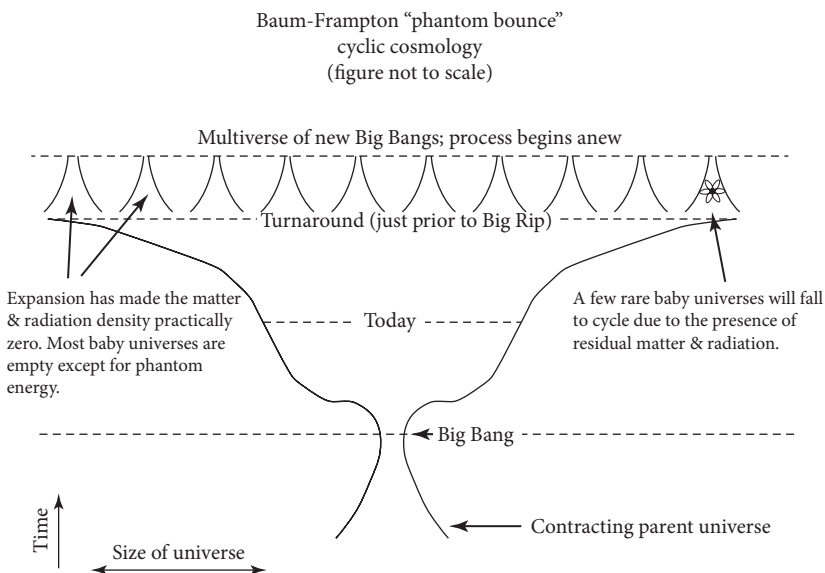 Baum-Frampton “phantom bounce”
cyclic cosmology
(figure not to scale)
Multiverse of new Big Bangs; process begins anew
Turnaround (just prior to Big Rip)
Expansion has made the matter
& radiation density practically
zero. Most baby universes are
empty except for phantom
energy.
A few rare baby universes will fall
to cycle due to the presence of
residual matter & radiation.
Today
Big Bang
Contracting parent universe
Time
Size of universe